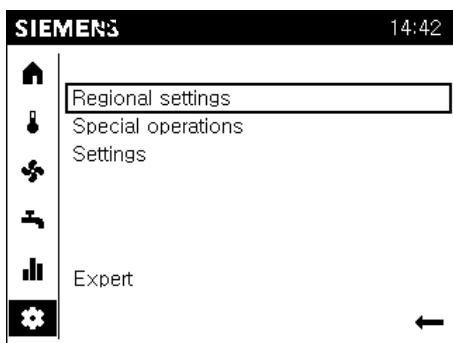 SIEMENS 14:42
Regional settings
Special operations
Settings
Expert